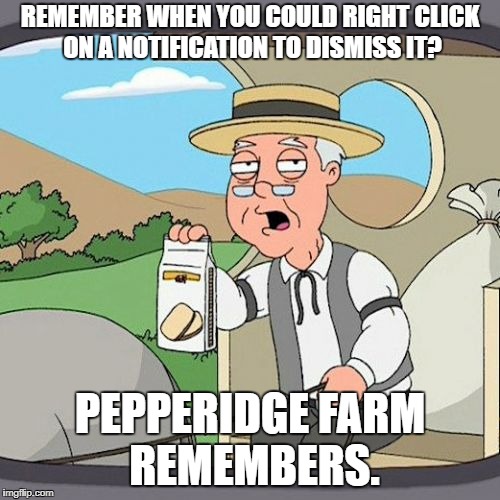 REMEMBER WHEN YOU COULD RIGHT CLICK
ON A NOTIFICATION TO DISMISS IT?
PEPPERIDGE FARM
REMEMBERS.
imgflip.com